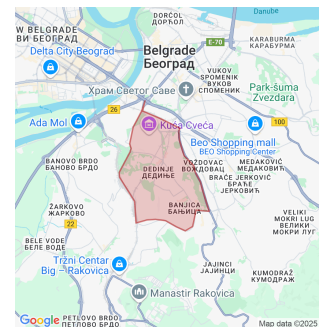 DORĆOL
ДОРЋОЛ
W BELGRADE
ВИ БЕОГРАД
Danube
E-70
KARABURMA
КАРАБУРМА
Delta City
Belgrade
Београд
VUKOV
SPOMENIK
ВУКОВ
СПОМЕНИК
Park-šuma
Zvezdara
Храм Светог Саве
26
Ada Mol
Kuća Cveća
100
Beo Shopping mall
BEO Shopping Center
BANOVO BRDO
БАНОВО БРДО
DEDINJE
ДЕДИЊЕ
VOŽDOVAC
ВОЖДОВАЦ
MEDAKOVIĆ
МЕДАКОВИЋ
BRAĆE JERKOVIĆ
БРАЋЕ
ЈЕРКОВИЋ
ŽARKOVO
ЖАРКОВО
BANJICA
БАЊИЦА
22
VELIKI
MOKRI LUG
ВЕЛИКИ
МОКРИ ЛУГ
BELE VODE
БЕЛЕ ВОДЕ
Tržni Centar
Big – Rakovica
JAJINCI
ЈАЈИНЦИ
KUMODRAŽ
КУМОДРАЖ
Manastir Rakovica
PETLOVO BRDO
ПЕТЛОВО БРДО
Google
Map data ©2025